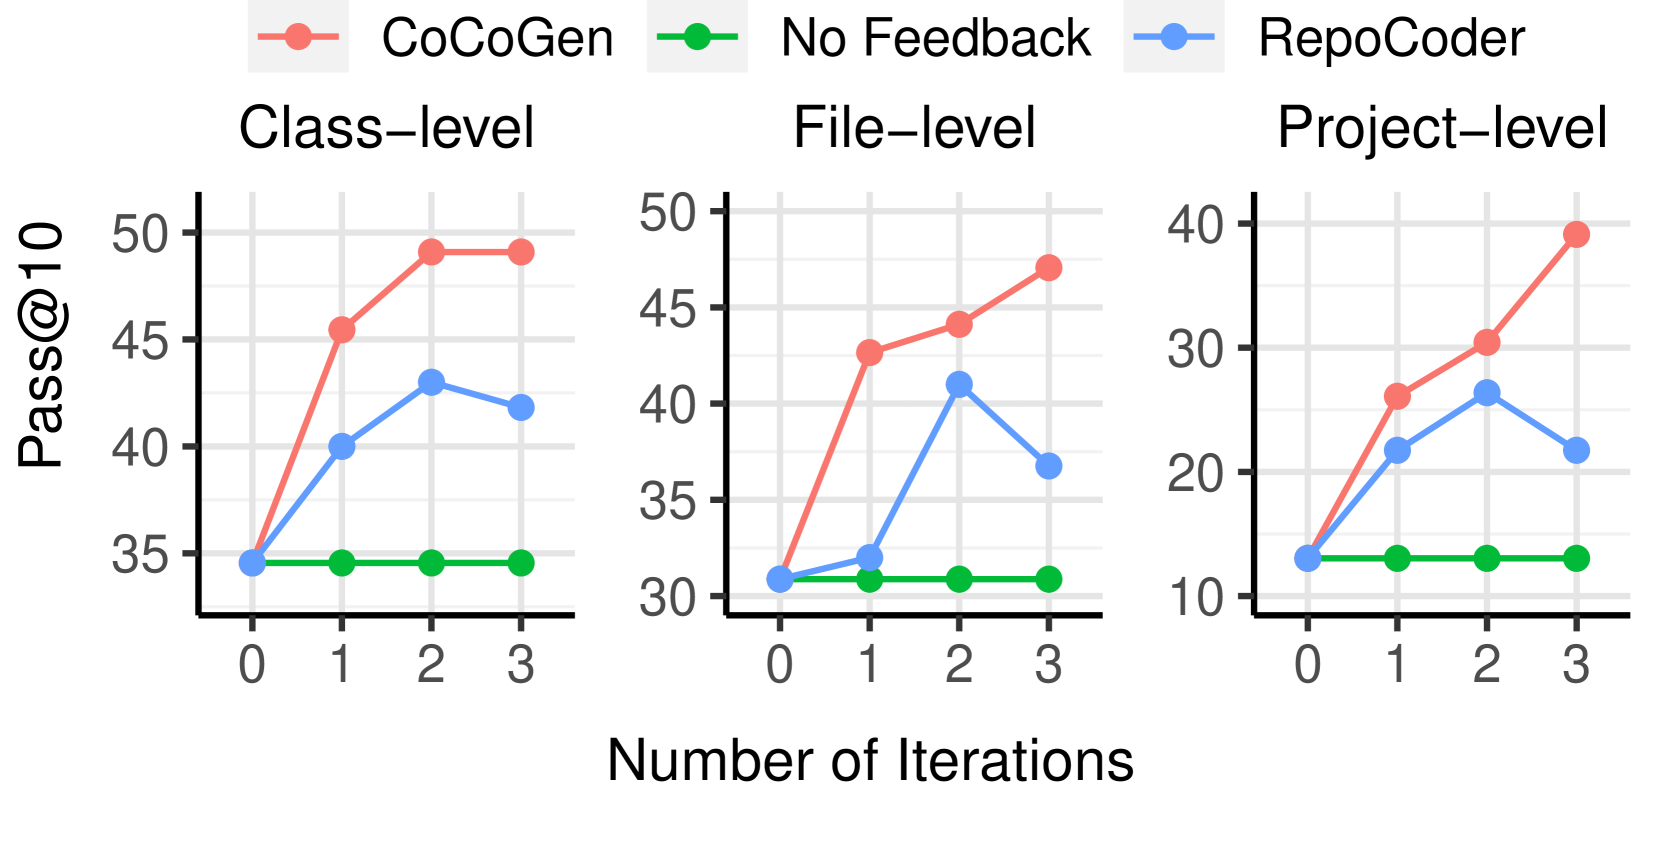 CoCoGen No Feedback RepoCoder
Class−level File−level Project−level
Pass@10
50
45
40
35
0 1 2 3
50
45
40
35
30
0 1 2 3
40
30
20
10
0 1 2 3
Number of Iterations